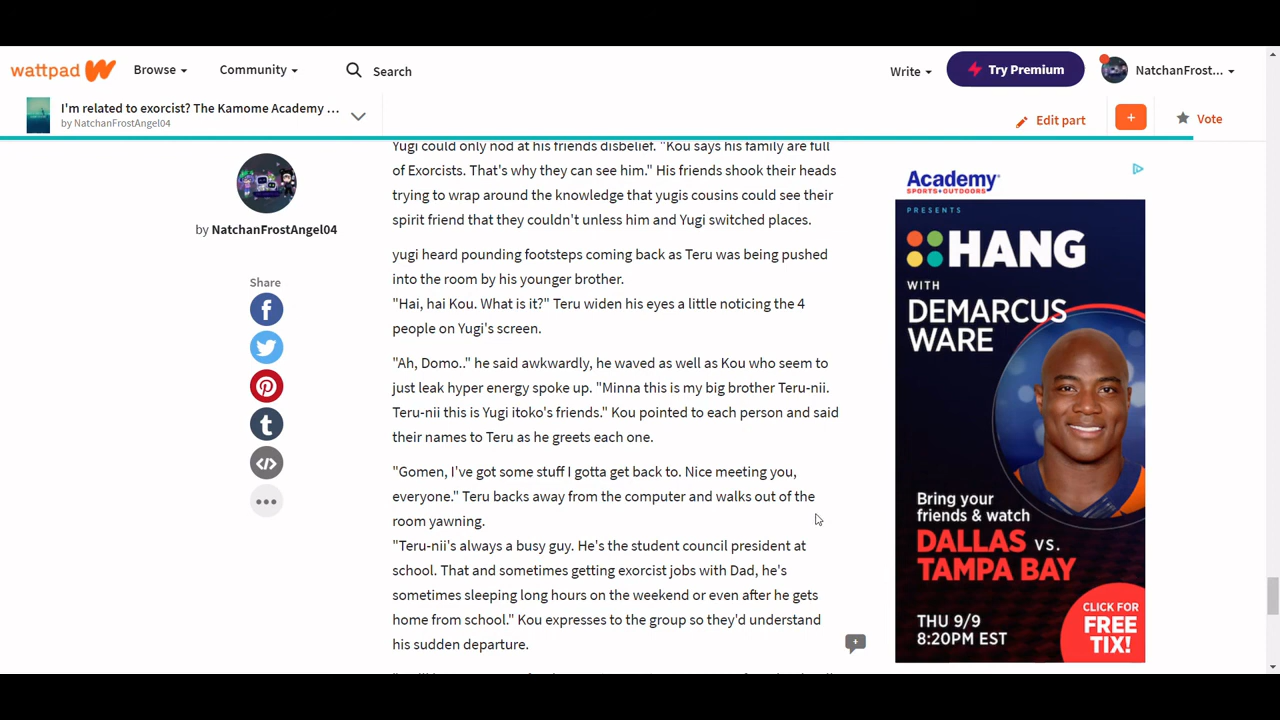 wattpad
Browse
Community
Search
Write
Try Premium
NatchanFrost...
I'm related to exorcist? The Kamome Academy ...
by NatchanFrostAngel04
Edit part
+
Vote
by NatchanFrostAngel04
Share
Yugi could only nod at his friends disbelief. "Kou says his family are full
of Exorcists. That's why they can see him." His friends shook their heads
trying to wrap around the knowledge that yugis cousins could see their
spirit friend that they couldn't unless him and Yugi switched places.
yugi heard pounding footsteps coming back as Teru was being pushed
into the room by his younger brother.
"Hai, hai Kou. What is it?" Teru widen his eyes a little noticing the 4
people on Yugi's screen.
"Ah, Domo.." he said awkwardly, he waved as well as Kou who seem to
just leak hyper energy spoke up. "Minna this is my big brother Teru-nii.
Teru-nii this is Yugi itoko's friends." Kou pointed to each person and said
their names to Teru as he greets each one.
"Gomen, I've got some stuff I gotta get back to. Nice meeting you,
everyone." Teru backs away from the computer and walks out of the
room yawning.
"Teru-nii's always a busy guy. He's the student council president at
school. That and sometimes getting exorcist jobs with Dad, he's
sometimes sleeping long hours on the weekend or even after he gets
home from school." Kou expresses to the group so they'd understand
his sudden departure.
Academy
SPORTS+OUTDOORS
PRESENTS
HANG
WITH
DEMARCUS
WARE
Bring your
friends & watch
DALLAS vs.
TAMPA BAY
THU 9/9
8:20PM EST
CLICK FOR
FREE
TIX!